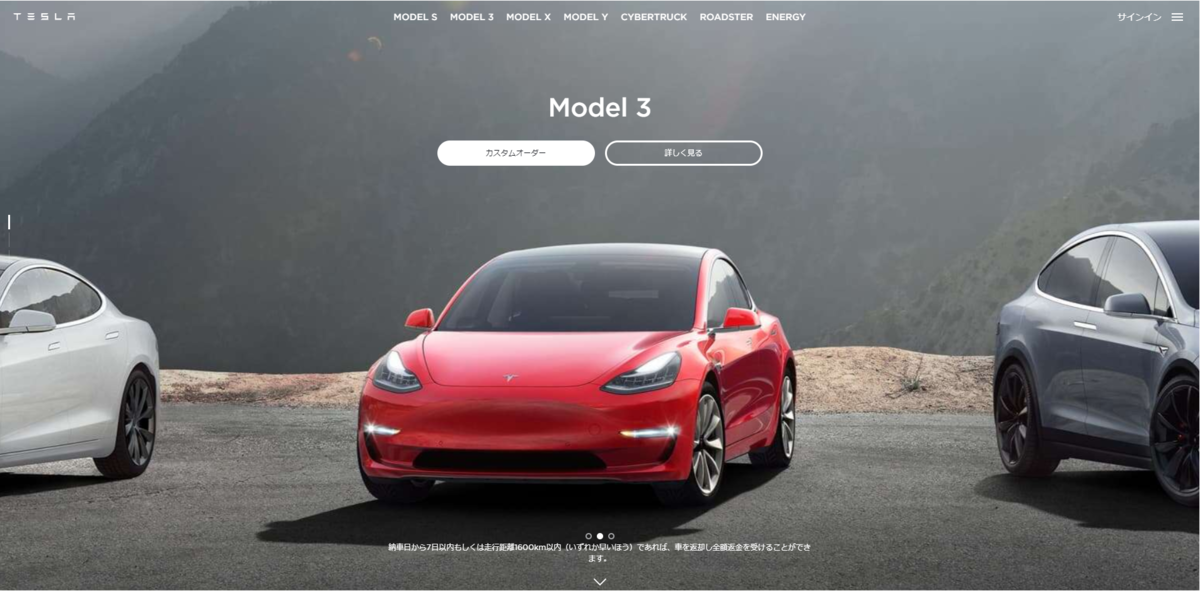 TESLA
MODEL S MODEL 3 MODEL X MODEL Y CYBERTRUCK ROADSTER ENERGY
サインイン
Model 3
カスタムオーダー
詳しく見る
納車日から7日以内もしくは走行距離1600km以内（いずれか早いほう）であれば、車を返却し全額返金を受けることができ
ます。